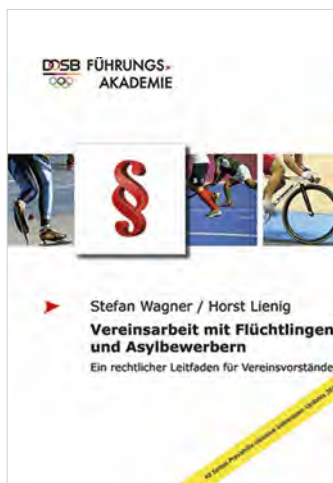 DOSB FÜHRUNGS-
AKADEMIE
§
Stefan Wagner / Horst Lienig
Vereinsarbeit mit Flüchtlingen
und Asylbewerbern
Ein rechtlicher Leitfaden für Vereinsvorstände